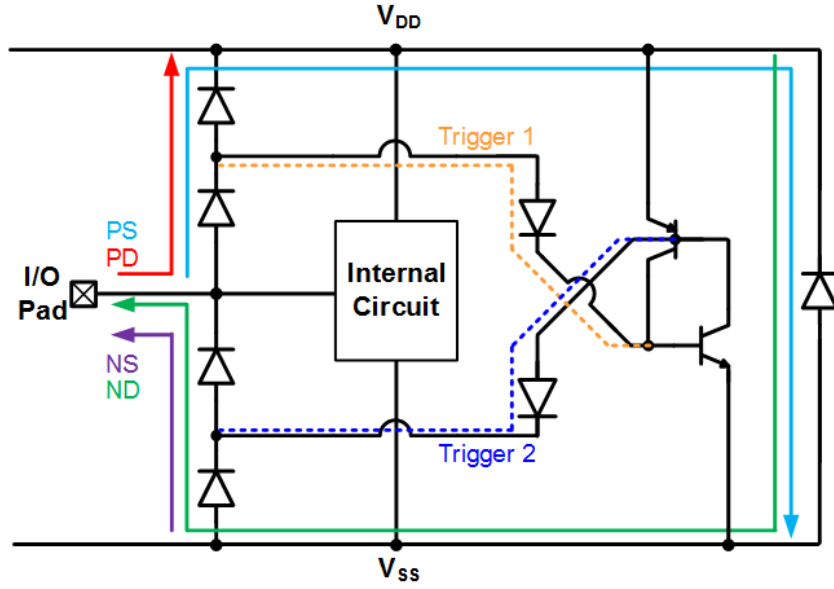 VDD
Trigger 1
PS
PD
I/O
Pad
Internal
Circuit
NS
ND
Trigger 2
VSS